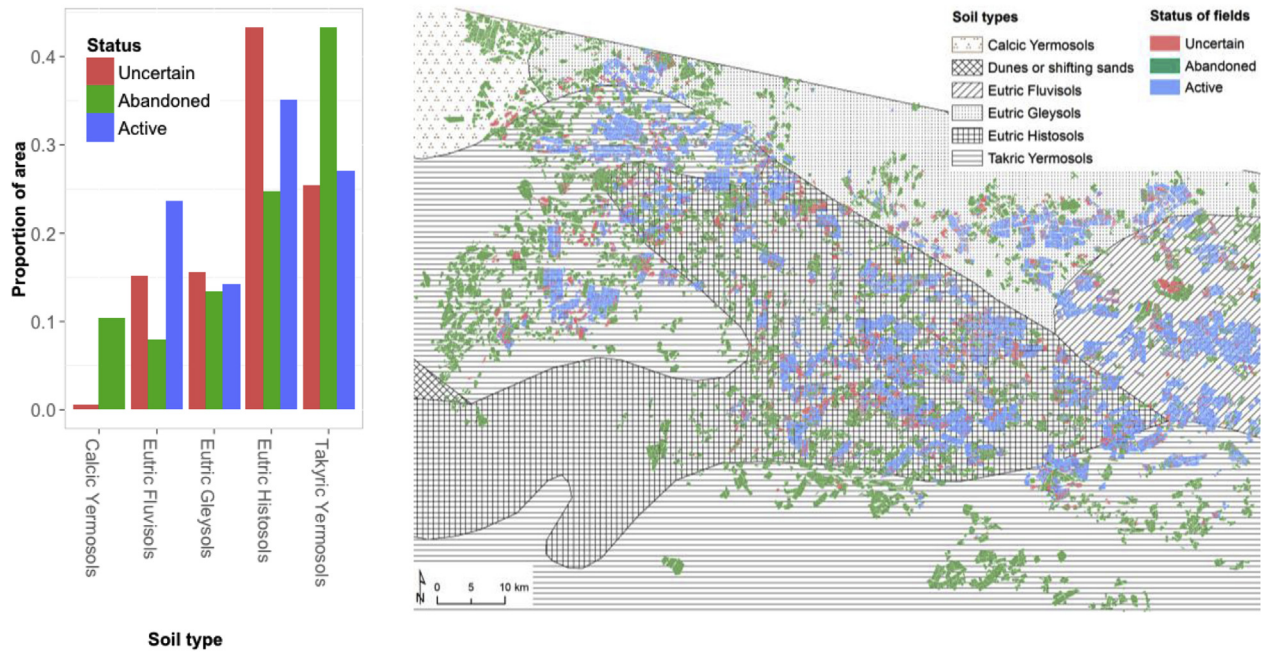 Status
Uncertain
Abandoned
Active
Proportion of area
0.4
0.3
0.2
0.1
0.0
Calcic Yermosols
Eutric Fluvisols
Eutric Gleysols
Eutric Histosols
Takyric Yermosols
Soil type
Soil types
Calcic Yermosols
Dunes or shifting sands
Eutric Fluvisols
Eutric Gleysols
Eutric Histosols
Takric Yermosols
Status of fields
Uncertain
Abandoned
Active
N
0 5 10 km